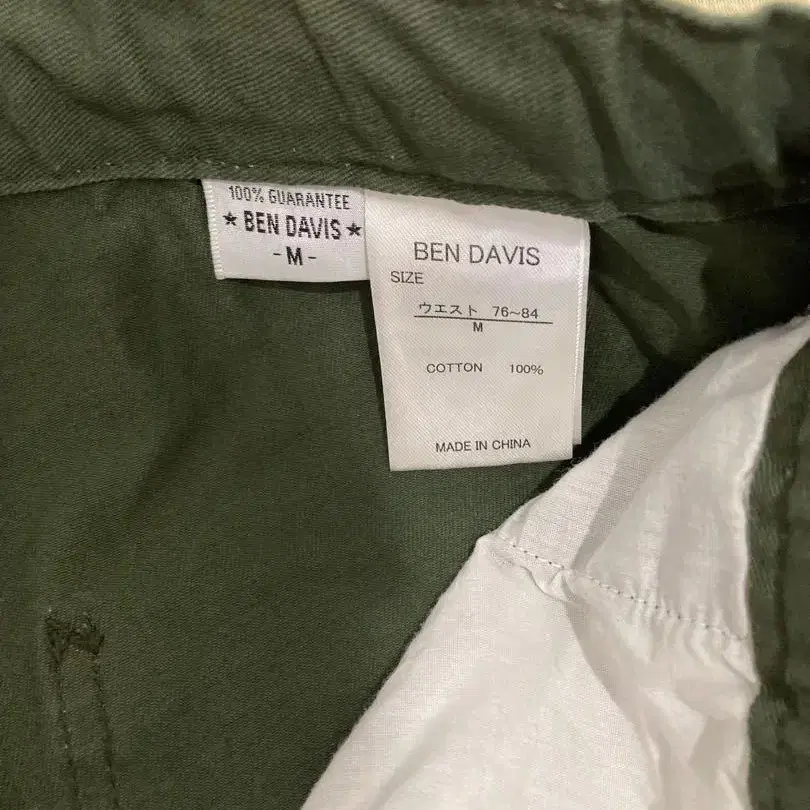 100% GUARANTEE
★ BEN DAVIS ★
-M-
BEN DAVIS
SIZE
ウエスト 76~84
M
COTTON 100%
MADE IN CHINA